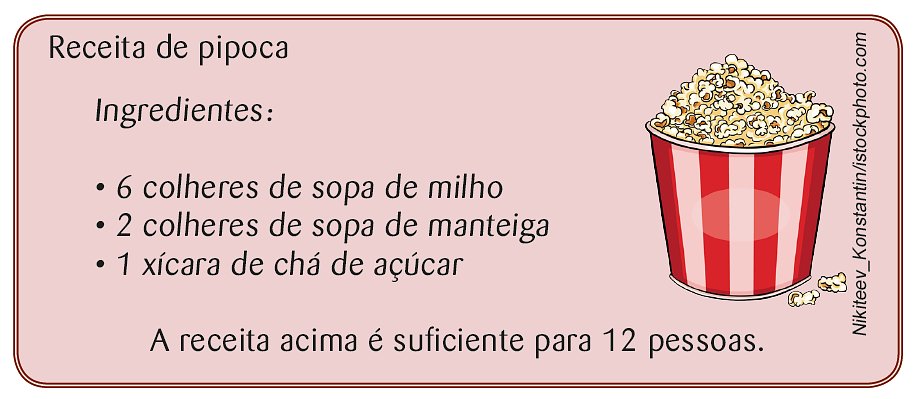 Receita de pipoca
Ingredientes:
• 6 colheres de sopa de milho
• 2 colheres de sopa de manteiga
• 1 xícara de chá de açúcar
A receita acima é suficiente para 12 pessoas.
Nikiteev_Konstantin/istockphoto.com